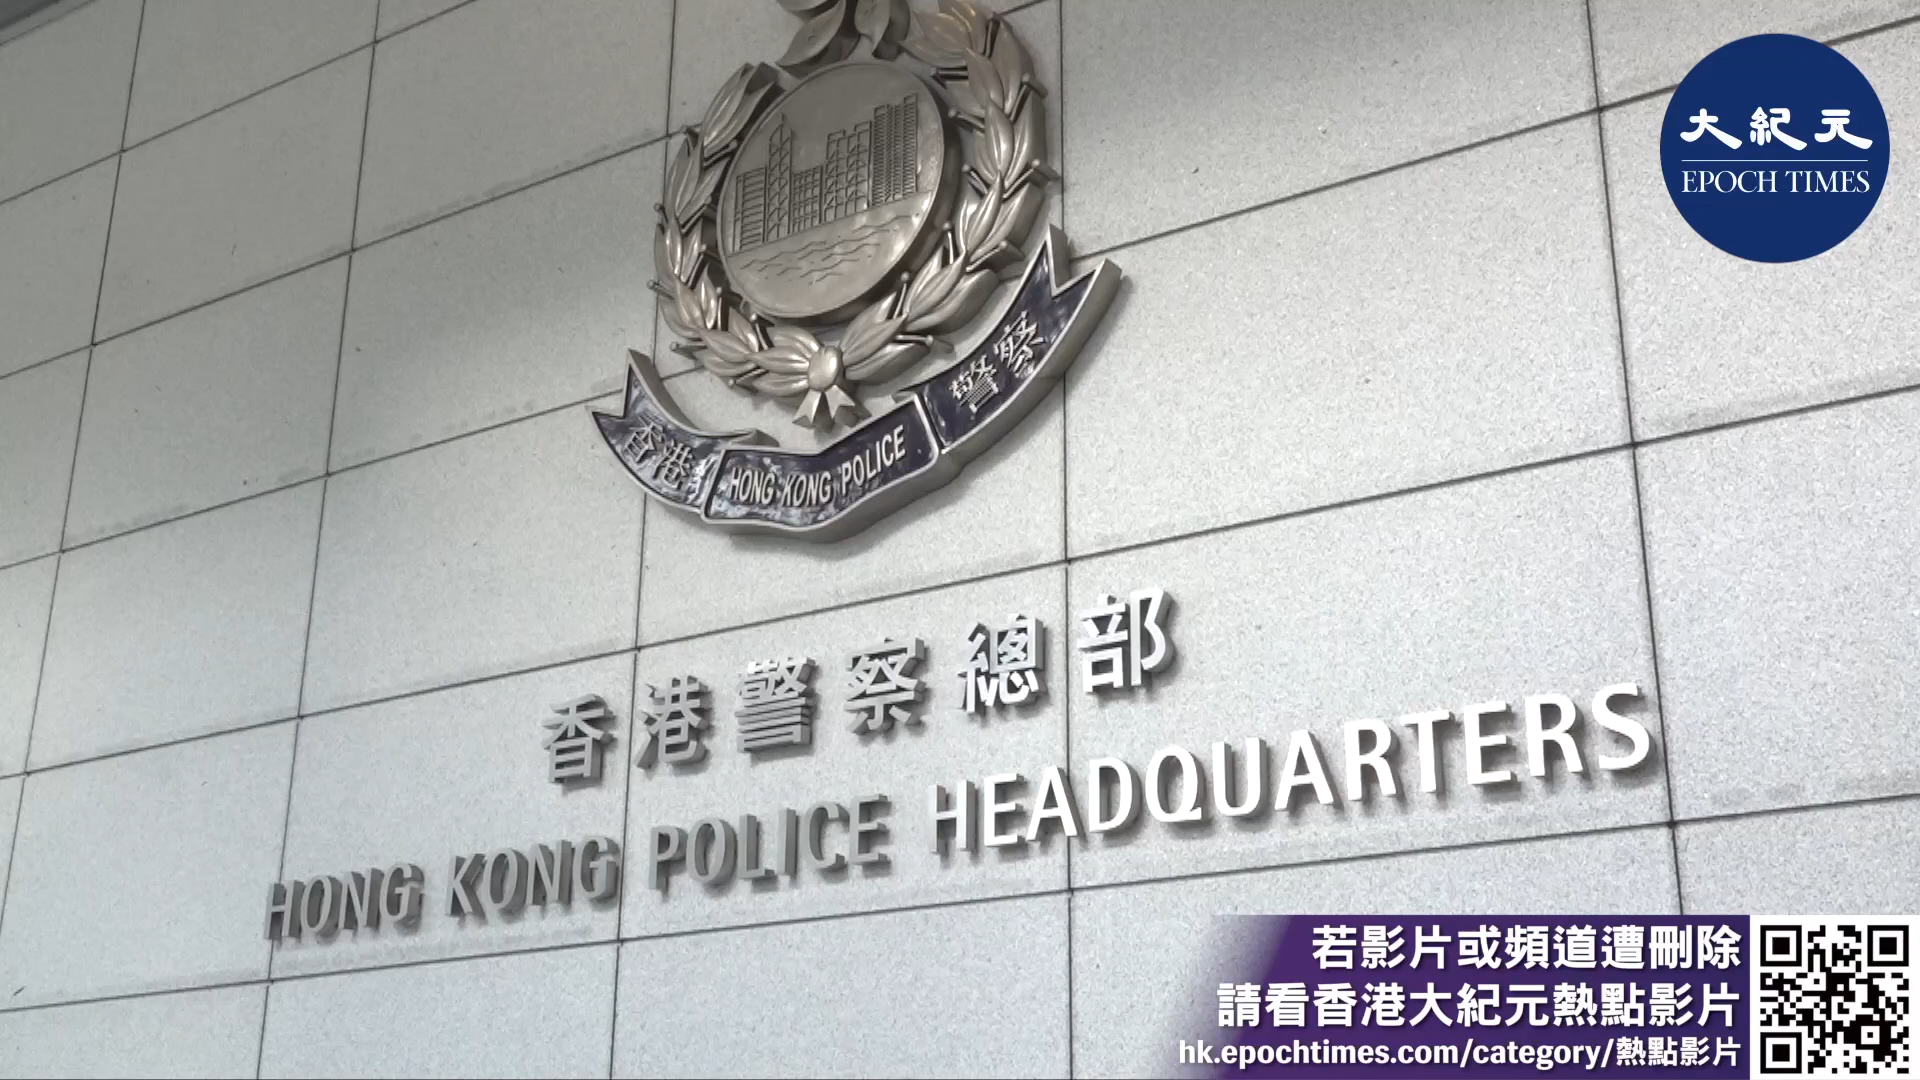 大紀元
EPOCH TIMES
香港
HONG KONG POLICE
警察
香港警察總部
HONG KONG POLICE HEADQUARTERS
若影片或頻道遭刪除
請看香港大紀元熱點影片
hk.epochtimes.com/category/熱點影片